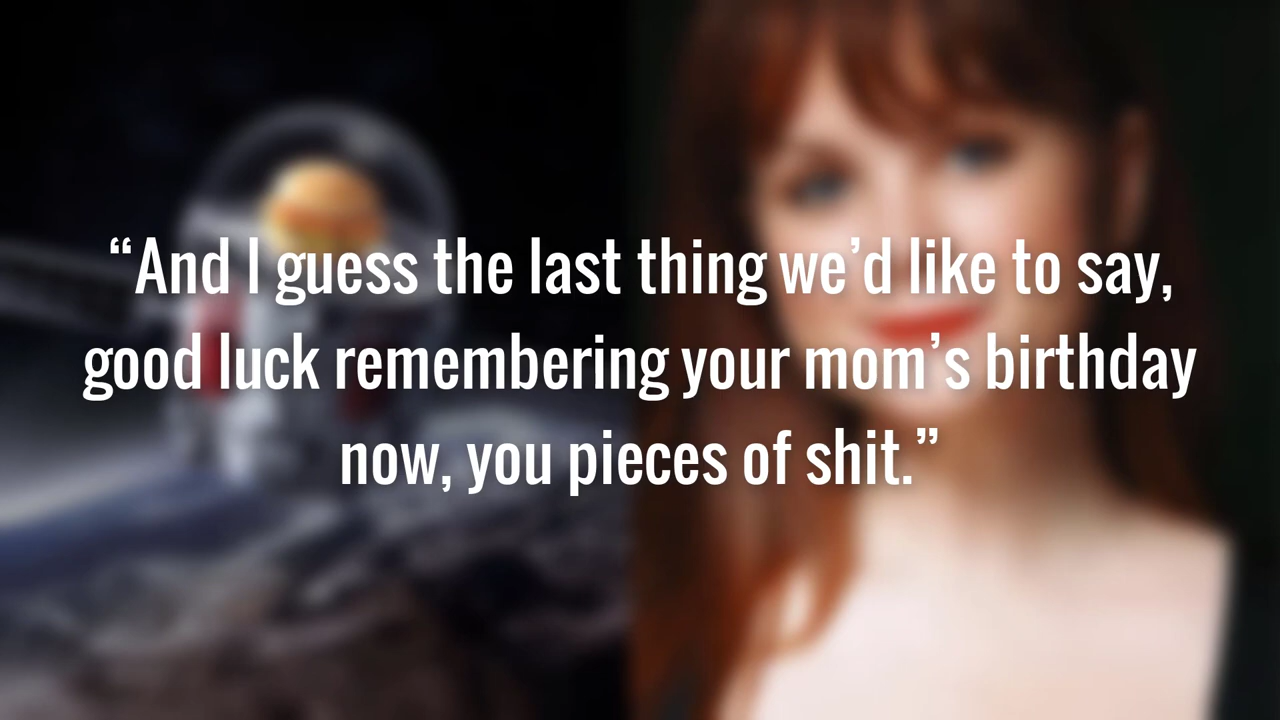 “And I guess the last thing we’d like to say,
good luck remembering your mom’s birthday
now, you pieces of shit.”